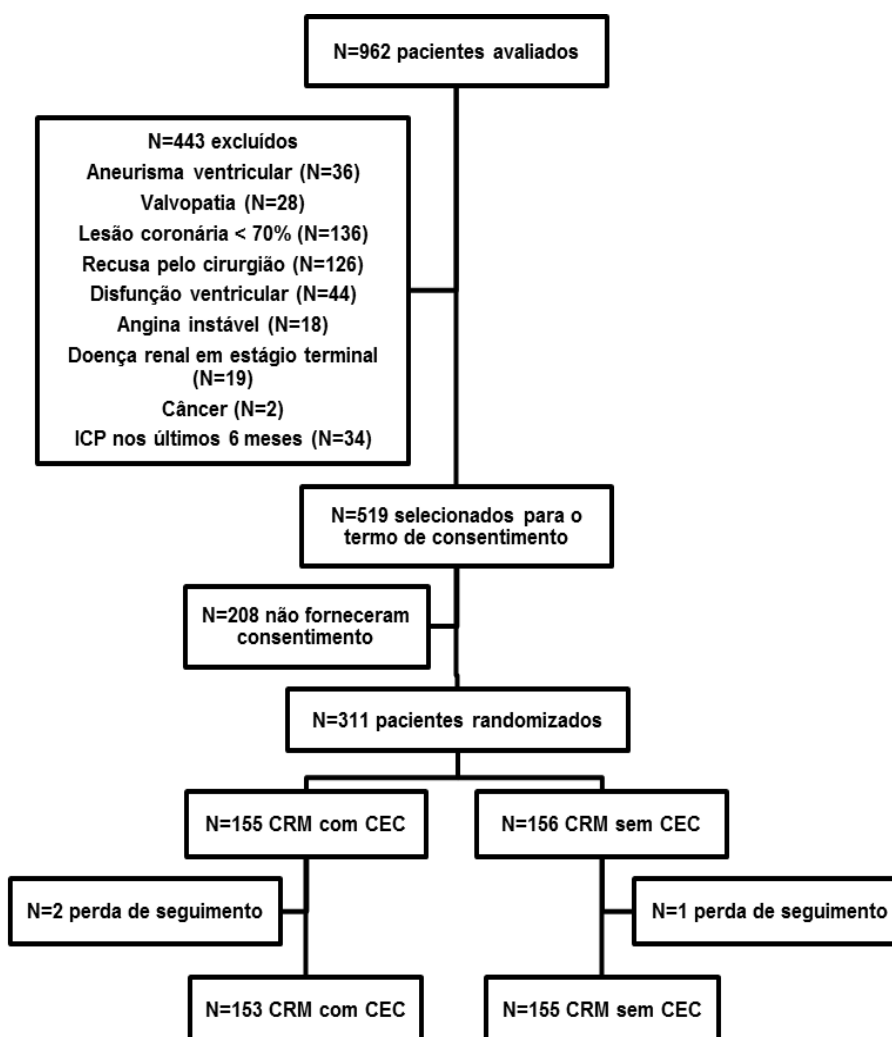 N=962 pacientes avaliados
N=443 excluídos
Aneurisma ventricular (N=36)
Valvopatia (N=28)
Lesão coronária < 70% (N=136)
Recusa pelo cirurgião (N=126)
Disfunção ventricular (N=44)
Angina instável (N=18)
Doença renal em estágio terminal
(N=19)
Câncer (N=2)
ICP nos últimos 6 meses (N=34)
N=519 selecionados para o
termo de consentimento
N=208 não forneceram
consentimento
N=311 pacientes randomizados
N=155 CRM com CEC
N=156 CRM sem CEC
N=2 perda de seguimento
N=1 perda de seguimento
N=153 CRM com CEC
N=155 CRM sem CEC